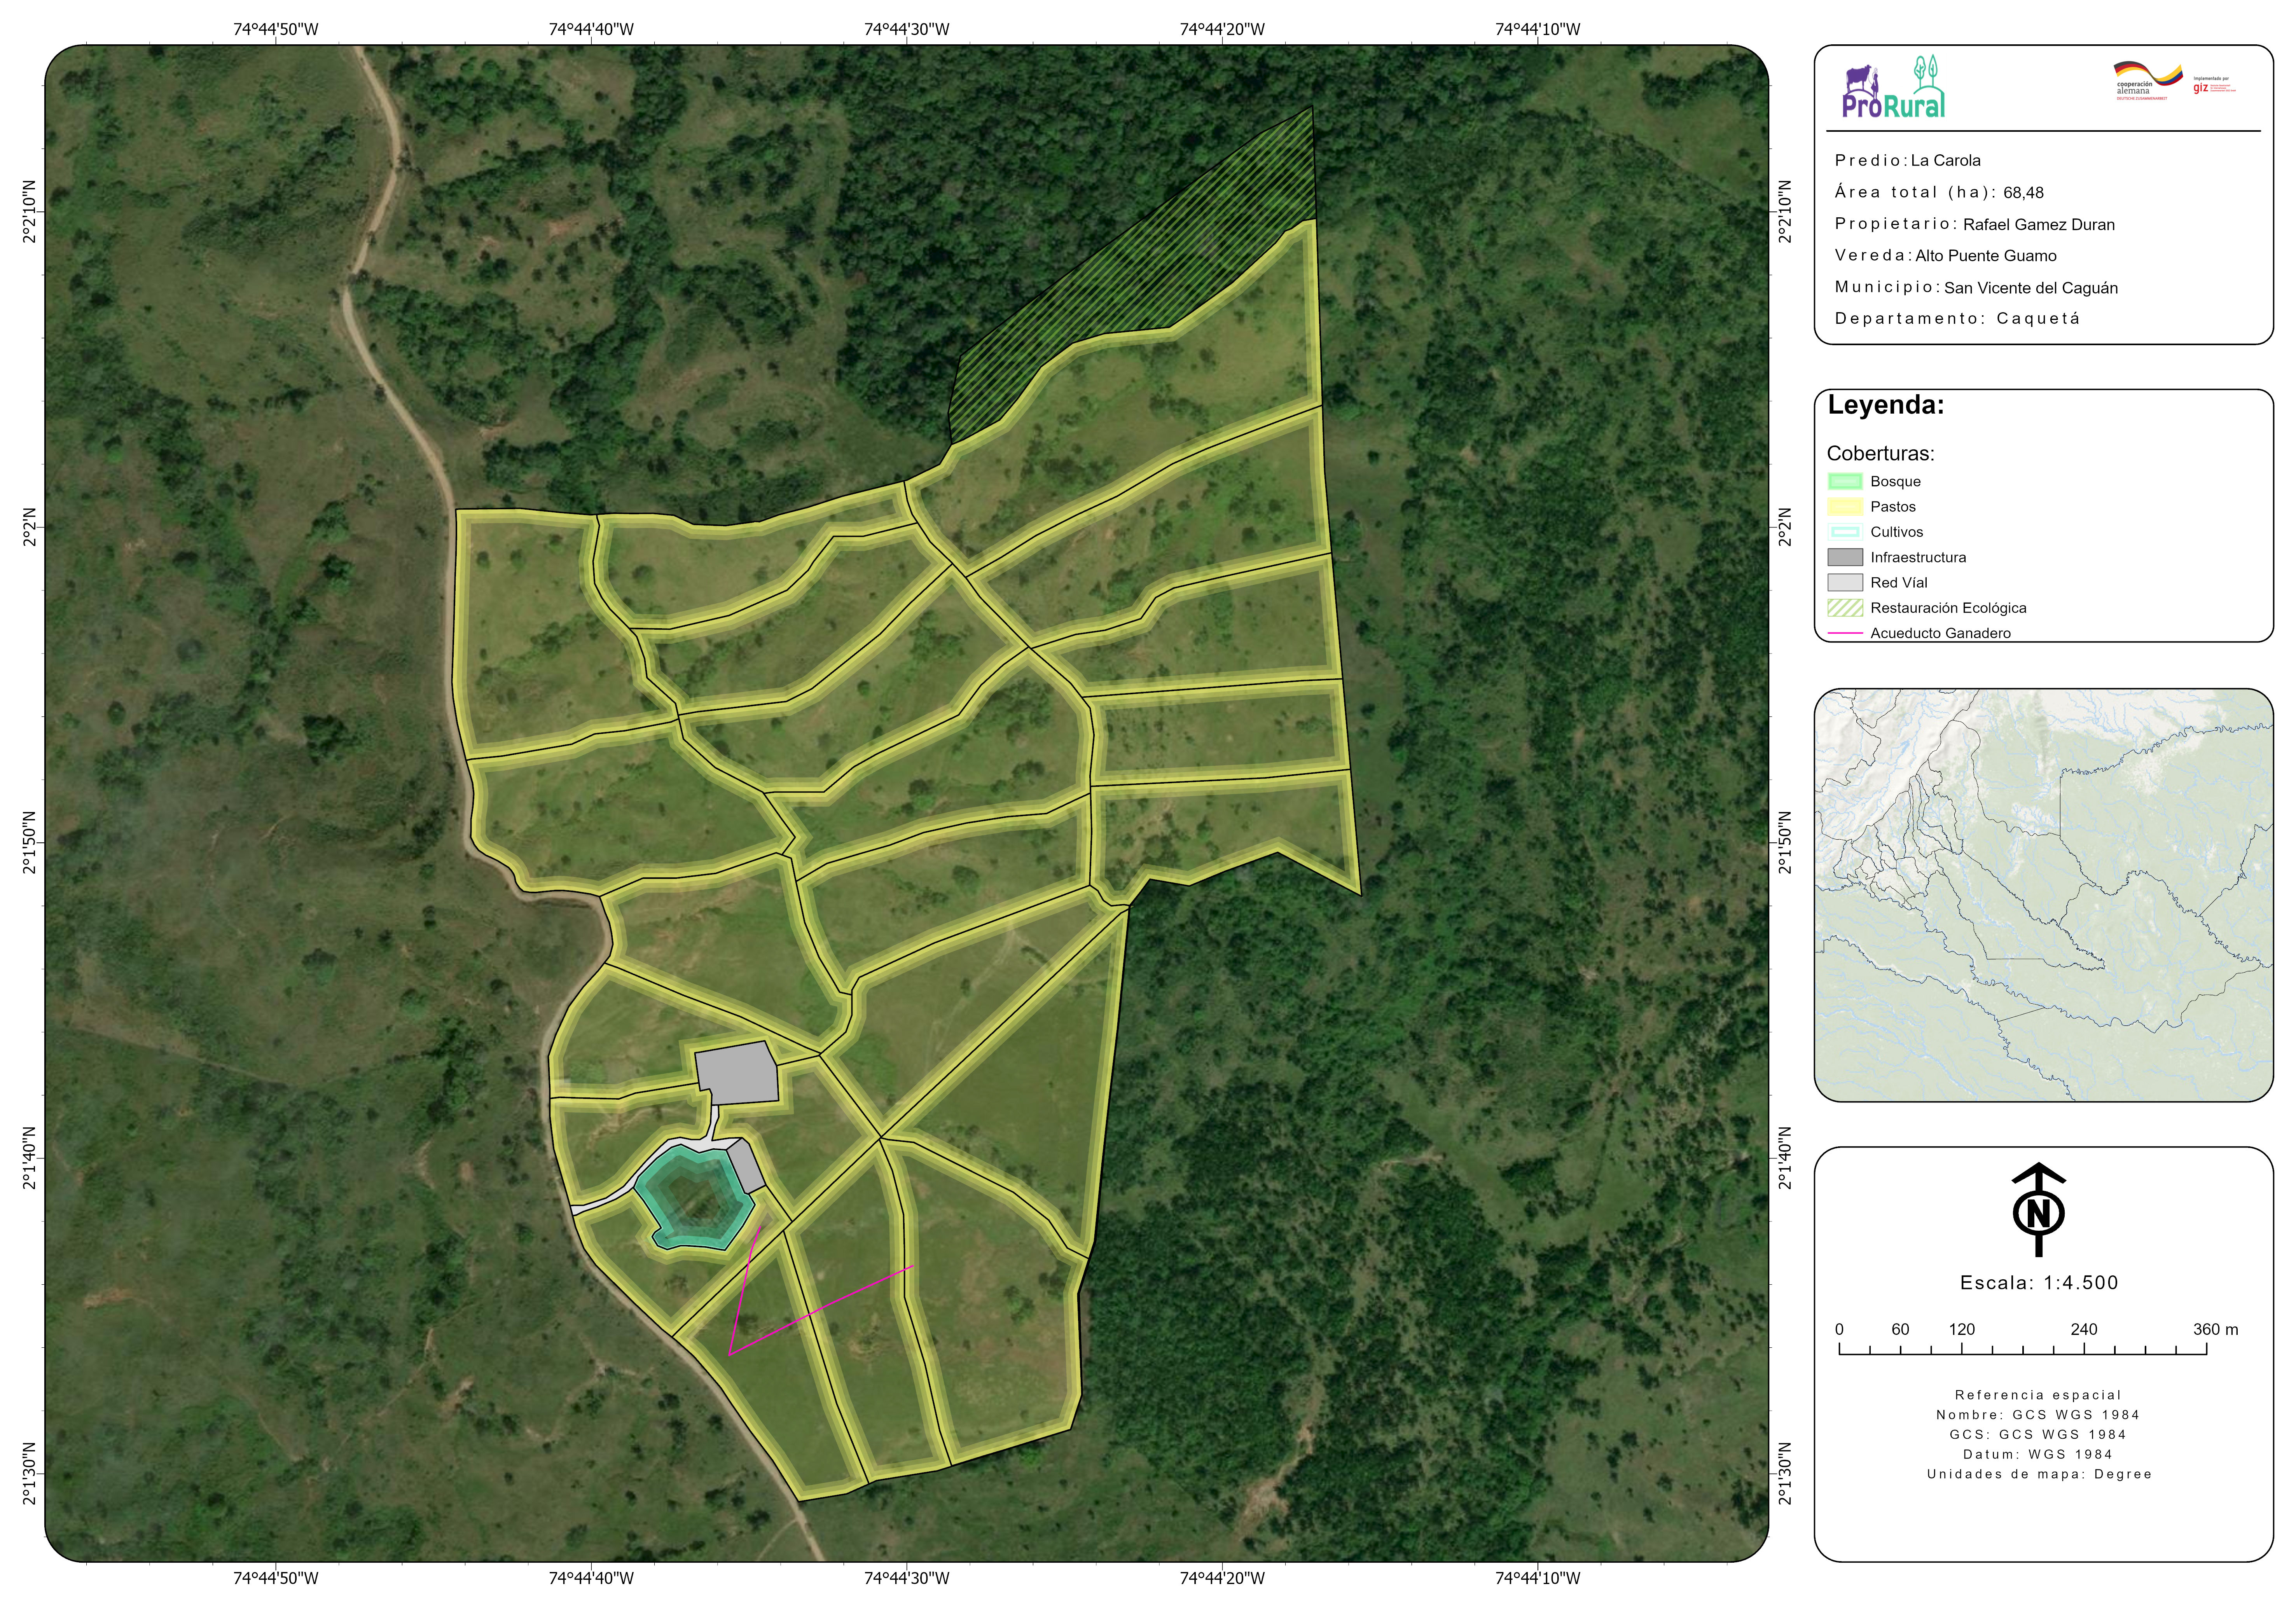 74°44'50"W 74°44'40"W 74°44'30"W 74°44'20"W 74°44'10"W
2°2'10"N
2°2'N
2°1'50"N
2°1'40"N
2°1'30"N
2°2'10"N
2°2'N
2°1'50"N
2°1'40"N
2°1'30"N
74°44'50"W 74°44'40"W 74°44'30"W 74°44'20"W 74°44'10"W
ProRural
cooperación
alemana
DEUTSCHE ZUSAMMENARBEIT
Implementada por
giz
Predio: La Carola
Área total (ha): 68,48
Propietario: Rafael Gamez Duran
Vereda: Alto Puente Guamo
Municipio: San Vicente del Caguán
Departamento: Caquetá
Leyenda:
Coberturas:
Bosque
Pastos
Cultivos
Infraestructura
Red Víal
Restauración Ecológica
Acueducto Ganadero
N
Escala: 1:4.500
0 60 120 240 360 m
Referencia espacial
Nombre: GCS WGS 1984
GCS: GCS WGS 1984
Datum: WGS 1984
Unidades de mapa: Degree